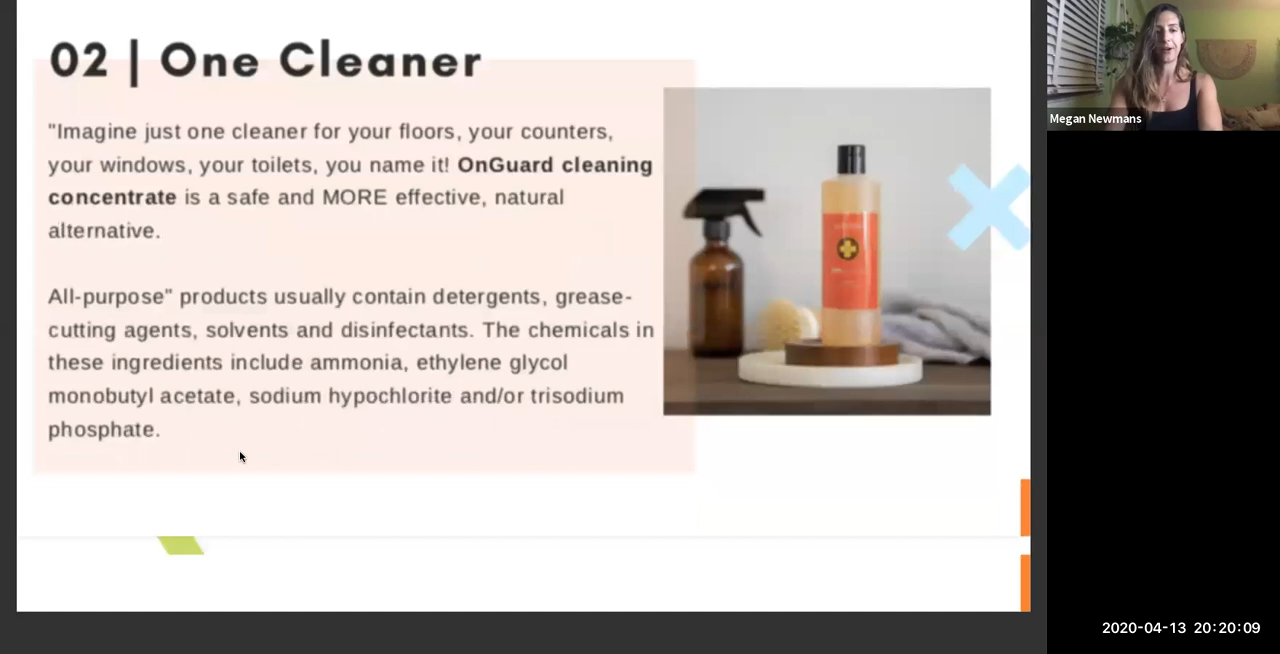 02 | One Cleaner
"Imagine just one cleaner for your floors, your counters,
your windows, your toilets, you name it! OnGuard cleaning
concentrate is a safe and MORE effective, natural
alternative.
All-purpose" products usually contain detergents, grease-
cutting agents, solvents and disinfectants. The chemicals in
these ingredients include ammonia, ethylene glycol
monobutyl acetate, sodium hypochlorite and/or trisodium
phosphate.
Megan Newmans
2020-04-13 20:20:09